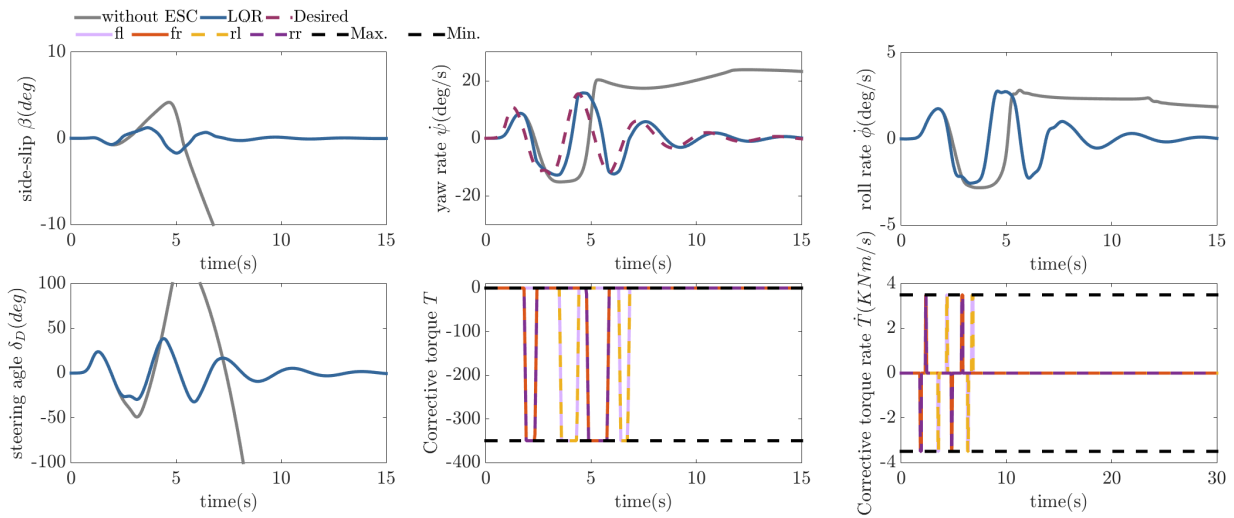 without ESC LQR Desired
fl fr rl rr Max. Min.
side-slip β(deg)
10
0
-10
0 5 10 15
time(s)
yaw rate ψ̇(deg/s)
20
0
-20
0 5 10 15
time(s)
roll rate ϕ̇(deg/s)
5
0
-5
0 5 10 15
time(s)
steering agle δ_D(deg)
100
50
0
-50
-100
0 5 10 15
time(s)
Corrective torque T
0
-100
-200
-300
-400
0 5 10 15
time(s)
Corrective torque rate Ṫ(KNm/s)
4
2
0
-2
-4
0 10 20 30
time(s)